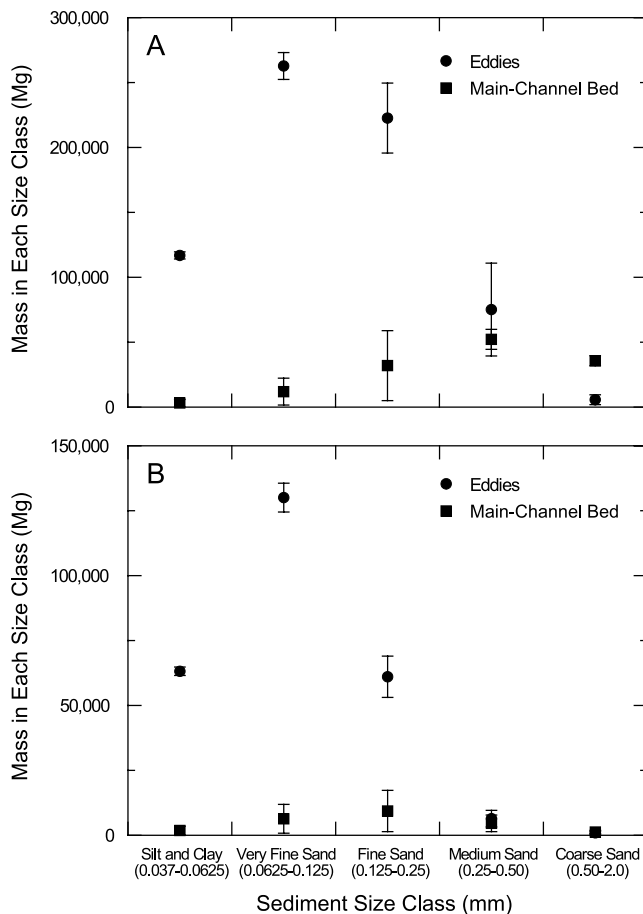 A
300,000
200,000
100,000
0
Mass in Each Size Class (Mg)
Eddies
Main-Channel Bed
B
150,000
100,000
50,000
0
Mass in Each Size Class (Mg)
Eddies
Main-Channel Bed
Silt and Clay Very Fine Sand Fine Sand Medium Sand Coarse Sand
(0.037-0.0625) (0.0625-0.125) (0.125-0.25) (0.25-0.50) (0.50-2.0)
Sediment Size Class (mm)